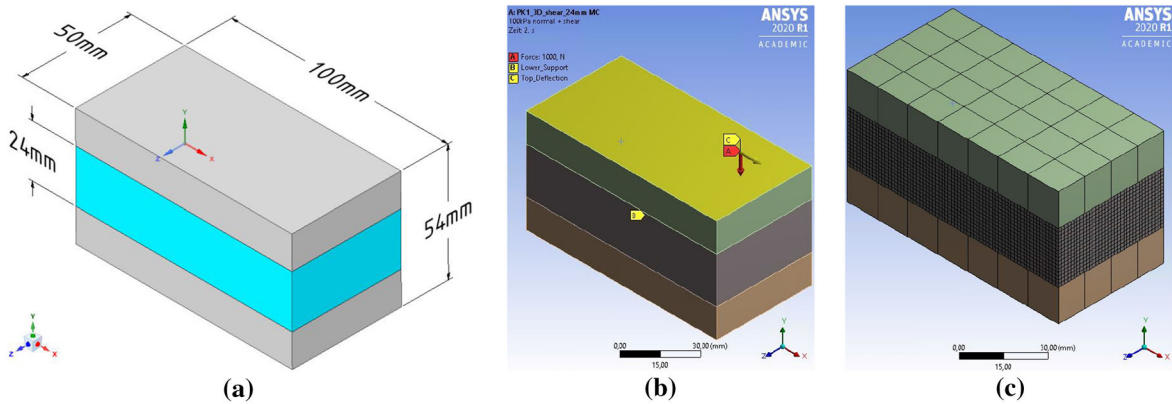 50mm
100mm
24mm
54mm
Y
Z
X
Y
Z
X
(a)
A: PK1_3D_shear_24mm MC
100kPa normal + shear
Zeit: 2, s
A Force: 1000, N
B Lower_Support
C Top_Deflection
ANSYS
2020 R1
ACADEMIC
C
A
B
0,00
30,00 (mm)
15,00
Y
Z
X
(b)
ANSYS
2020 R1
ACADEMIC
0,00
30,00 (mm)
15,00
Y
Z
X
(c)